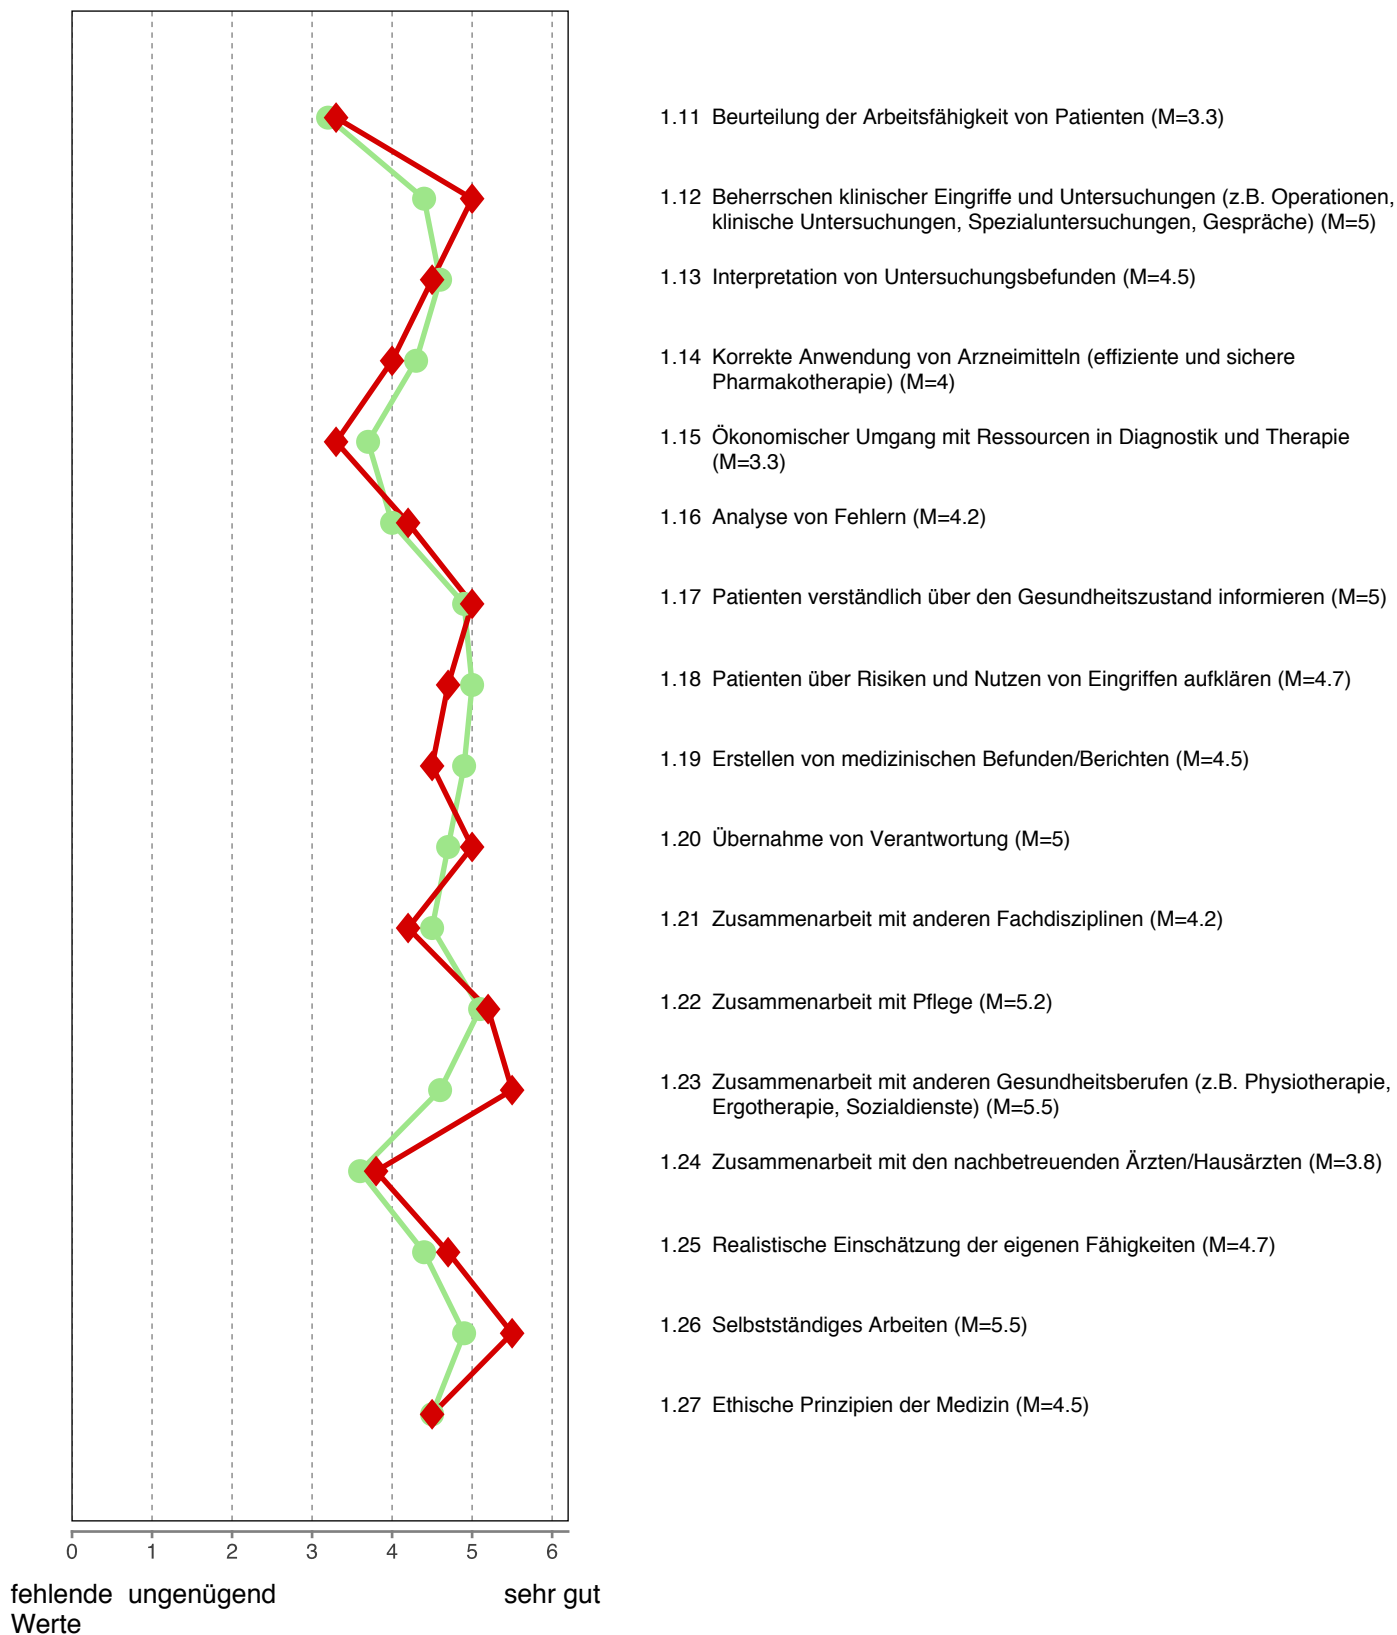 1.11 Beurteilung der Arbeitsfähigkeit von Patienten (M=3.3)
1.12 Beherrschen klinischer Eingriffe und Untersuchungen (z.B. Operationen,
klinische Untersuchungen, Spezialuntersuchungen, Gespräche) (M=5)
1.13 Interpretation von Untersuchungsbefunden (M=4.5)
1.14 Korrekte Anwendung von Arzneimitteln (effiziente und sichere
Pharmakotherapie) (M=4)
1.15 Ökonomischer Umgang mit Ressourcen in Diagnostik und Therapie
(M=3.3)
1.16 Analyse von Fehlern (M=4.2)
1.17 Patienten verständlich über den Gesundheitszustand informieren (M=5)
1.18 Patienten über Risiken und Nutzen von Eingriffen aufklären (M=4.7)
1.19 Erstellen von medizinischen Befunden/Berichten (M=4.5)
1.20 Übernahme von Verantwortung (M=5)
1.21 Zusammenarbeit mit anderen Fachdisziplinen (M=4.2)
1.22 Zusammenarbeit mit Pflege (M=5.2)
1.23 Zusammenarbeit mit anderen Gesundheitsberufen (z.B. Physiotherapie,
Ergotherapie, Sozialdienste) (M=5.5)
1.24 Zusammenarbeit mit den nachbetreuenden Ärzten/Hausärzten (M=3.8)
1.25 Realistische Einschätzung der eigenen Fähigkeiten (M=4.7)
1.26 Selbstständiges Arbeiten (M=5.5)
1.27 Ethische Prinzipien der Medizin (M=4.5)
0 1 2 3 4 5 6
fehlende ungenügend sehr gut
Werte